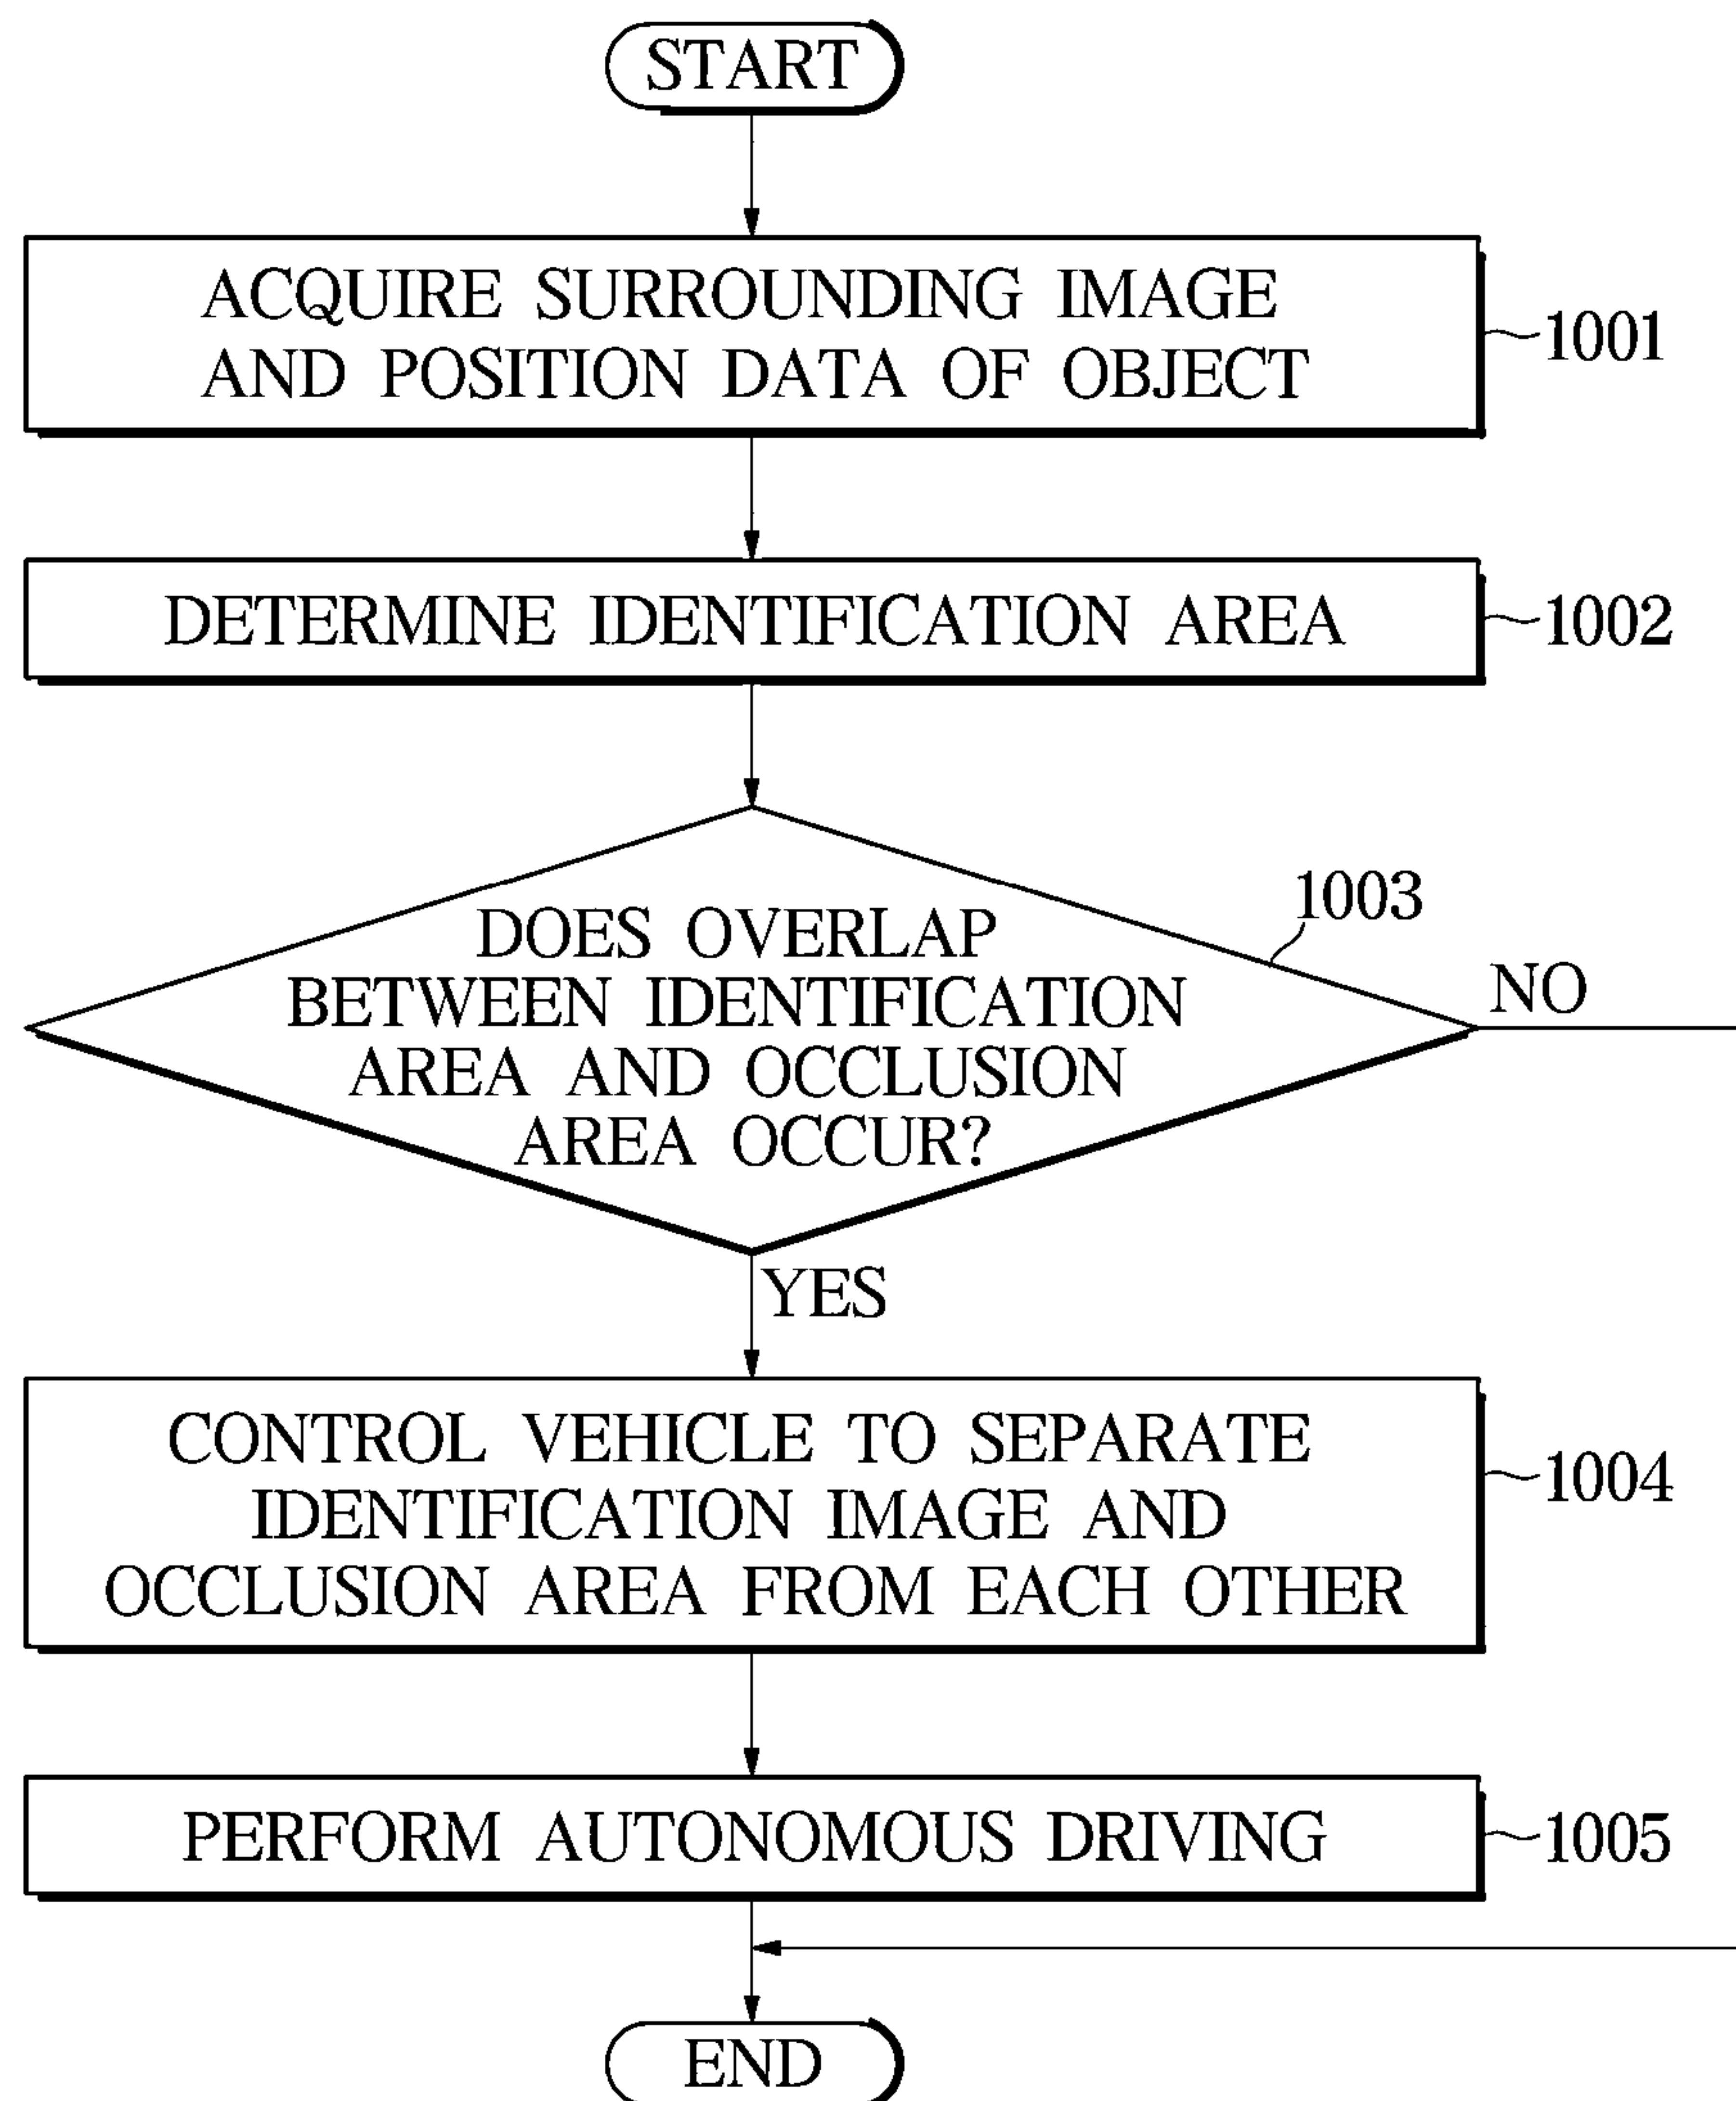 START
ACQUIRE SURROUNDING IMAGE
AND POSITION DATA OF OBJECT
1001
DETERMINE IDENTIFICATION AREA
1002
1003
DOES OVERLAP
BETWEEN IDENTIFICATION
AREA AND OCCLUSION
AREA OCCUR?
NO
YES
CONTROL VEHICLE TO SEPARATE
IDENTIFICATION IMAGE AND
OCCLUSION AREA FROM EACH OTHER
1004
PERFORM AUTONOMOUS DRIVING
1005
END